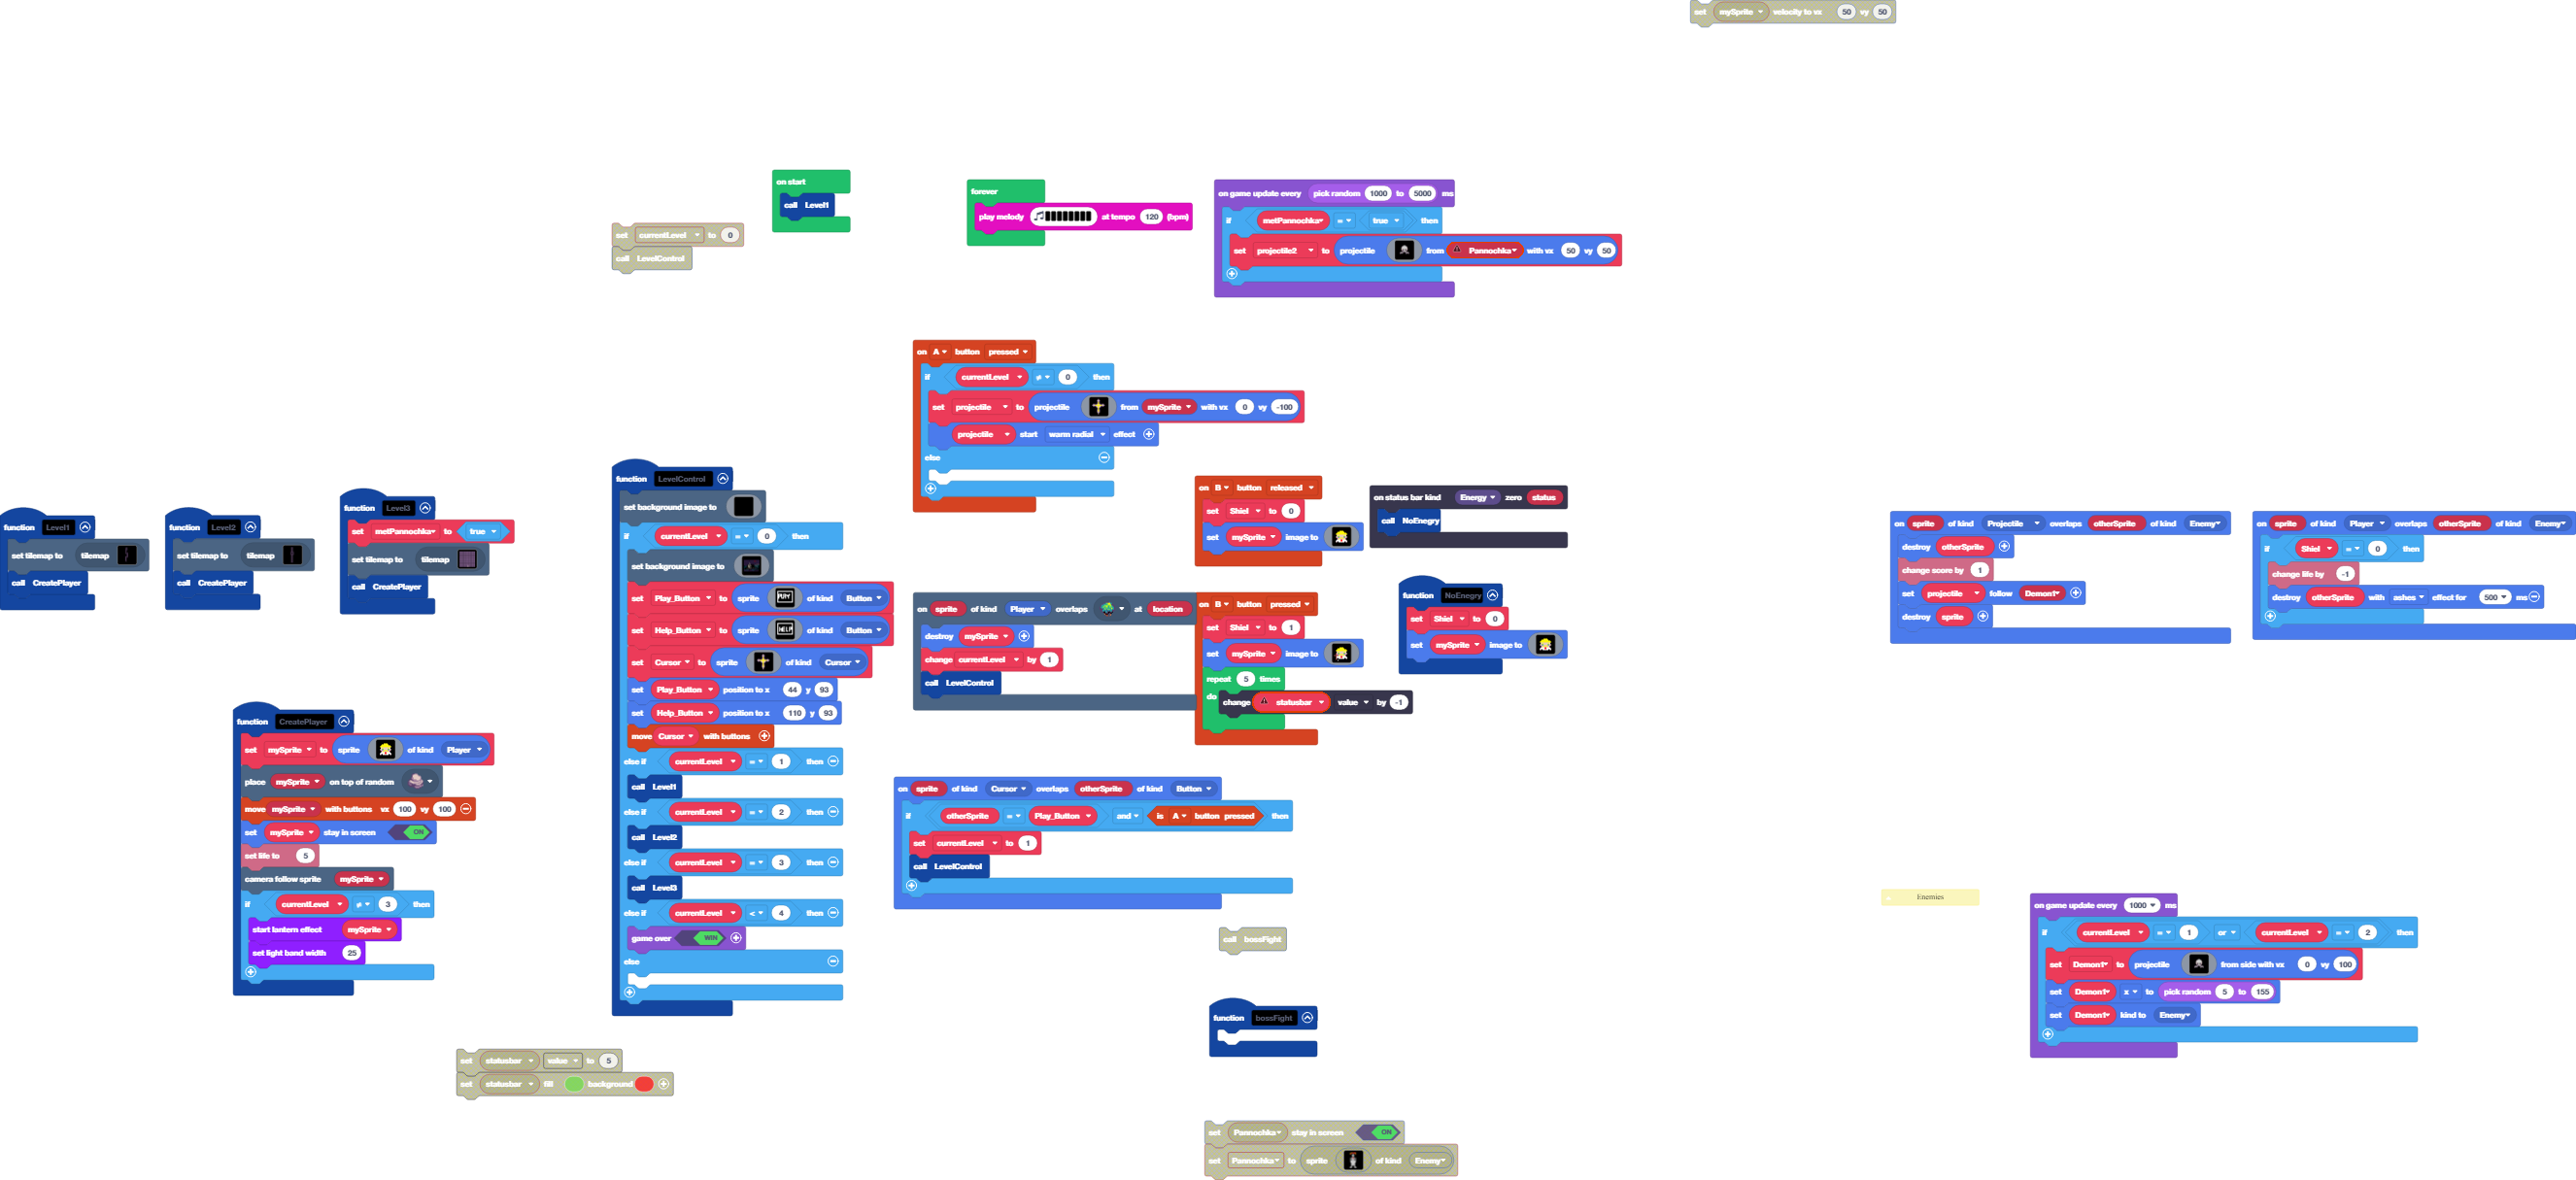 set mySprite velocity to vx 50 vy 50
on start
call Level1
set currentLevel to 0
call LevelControl
forever
play melody at tempo 120 (bpm)
on game update every pick random 1000 to 5000 ms
if metPannochka = true then
set projectile2 to projectile from Pannochka with vx 50 vy 50
on A button pressed
if currentLevel ≠ 0 then
set projectile to projectile from mySprite with vx 0 vy -100
projectile start warm radial effect
else
function Level1
set tilemap to tilemap
call CreatePlayer
function Level2
set tilemap to tilemap
call CreatePlayer
function Level3
set metPannochka to true
set tilemap to tilemap
call CreatePlayer
function LevelControl
set background image to
if currentLevel = 0 then
set background image to
set Play_Button to sprite PLAY of kind Button
set Help_Button to sprite HELP of kind Button
set Cursor to sprite of kind Cursor
set Play_Button position to x 44 y 93
set Help_Button position to x 110 y 93
move Cursor with buttons
else if currentLevel = 1 then
call Level1
else if currentLevel = 2 then
call Level2
else if currentLevel = 3 then
call Level3
else if currentLevel < 4 then
game over WIN
else
on B button released
set Shiel to 0
set mySprite image to
on status bar kind Energy zero status
call NoEnegry
on sprite of kind Player overlaps at location
destroy mySprite
change currentLevel by 1
call LevelControl
on B button pressed
set Shiel to 1
set mySprite image to
repeat 5 times
do change statusbar value by -1
function NoEnegry
set Shiel to 0
set mySprite image to
on sprite of kind Projectile overlaps otherSprite of kind Enemy
destroy otherSprite
change score by 1
set projectile follow Demon1
destroy sprite
on sprite of kind Player overlaps otherSprite of kind Enemy
if Shiel = 0 then
change life by -1
destroy otherSprite with ashes effect for 500 ms
function CreatePlayer
set mySprite to sprite of kind Player
place mySprite on top of random
move mySprite with buttons vx 100 vy 100
set mySprite stay in screen ON
set life to 5
camera follow sprite mySprite
if currentLevel ≠ 3 then
start lantern effect mySprite
set light band width 25
on sprite of kind Cursor overlaps otherSprite of kind Button
if otherSprite = Play_Button and is A button pressed then
set currentLevel to 1
call LevelControl
call bossFight
function bossFight
Enemies
on game update every 1000 ms
if currentLevel = 1 or currentLevel = 2 then
set Demon1 to projectile from side with vx 0 vy 100
set Demon1 x to pick random 5 to 155
set Demon1 kind to Enemy
set statusbar value to 5
set statusbar fill background
set Pannochka stay in screen ON
set Pannochka to sprite of kind Enemy